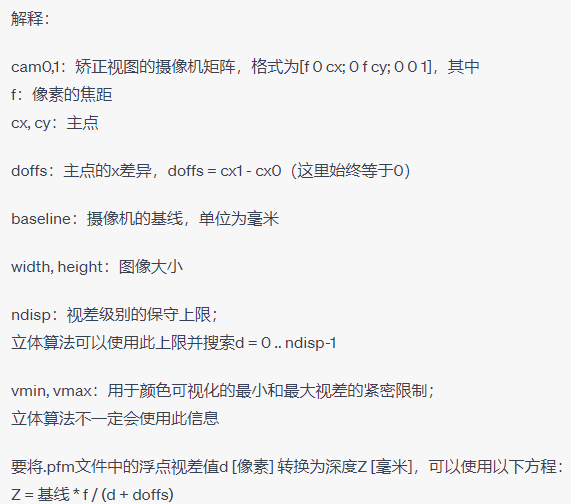 解释：
cam0,1：矫正视图的摄像机矩阵，格式为[f 0 cx; 0 f cy; 0 0 1]，其中
f：像素的焦距
cx, cy：主点
doffs：主点的x差异，doffs = cx1 - cx0（这里始终等于0）
baseline：摄像机的基线，单位为毫米
width, height：图像大小
ndisp：视差级别的保守上限；
立体算法可以使用此上限并搜索d = 0 .. ndisp-1
vmin, vmax：用于颜色可视化的最小和最大视差的紧密限制；
立体算法不一定会使用此信息
要将.pfm文件中的浮点视差值d [像素] 转换为深度Z [毫米]，可以使用以下方程：
Z = 基线 * f / (d + doffs)